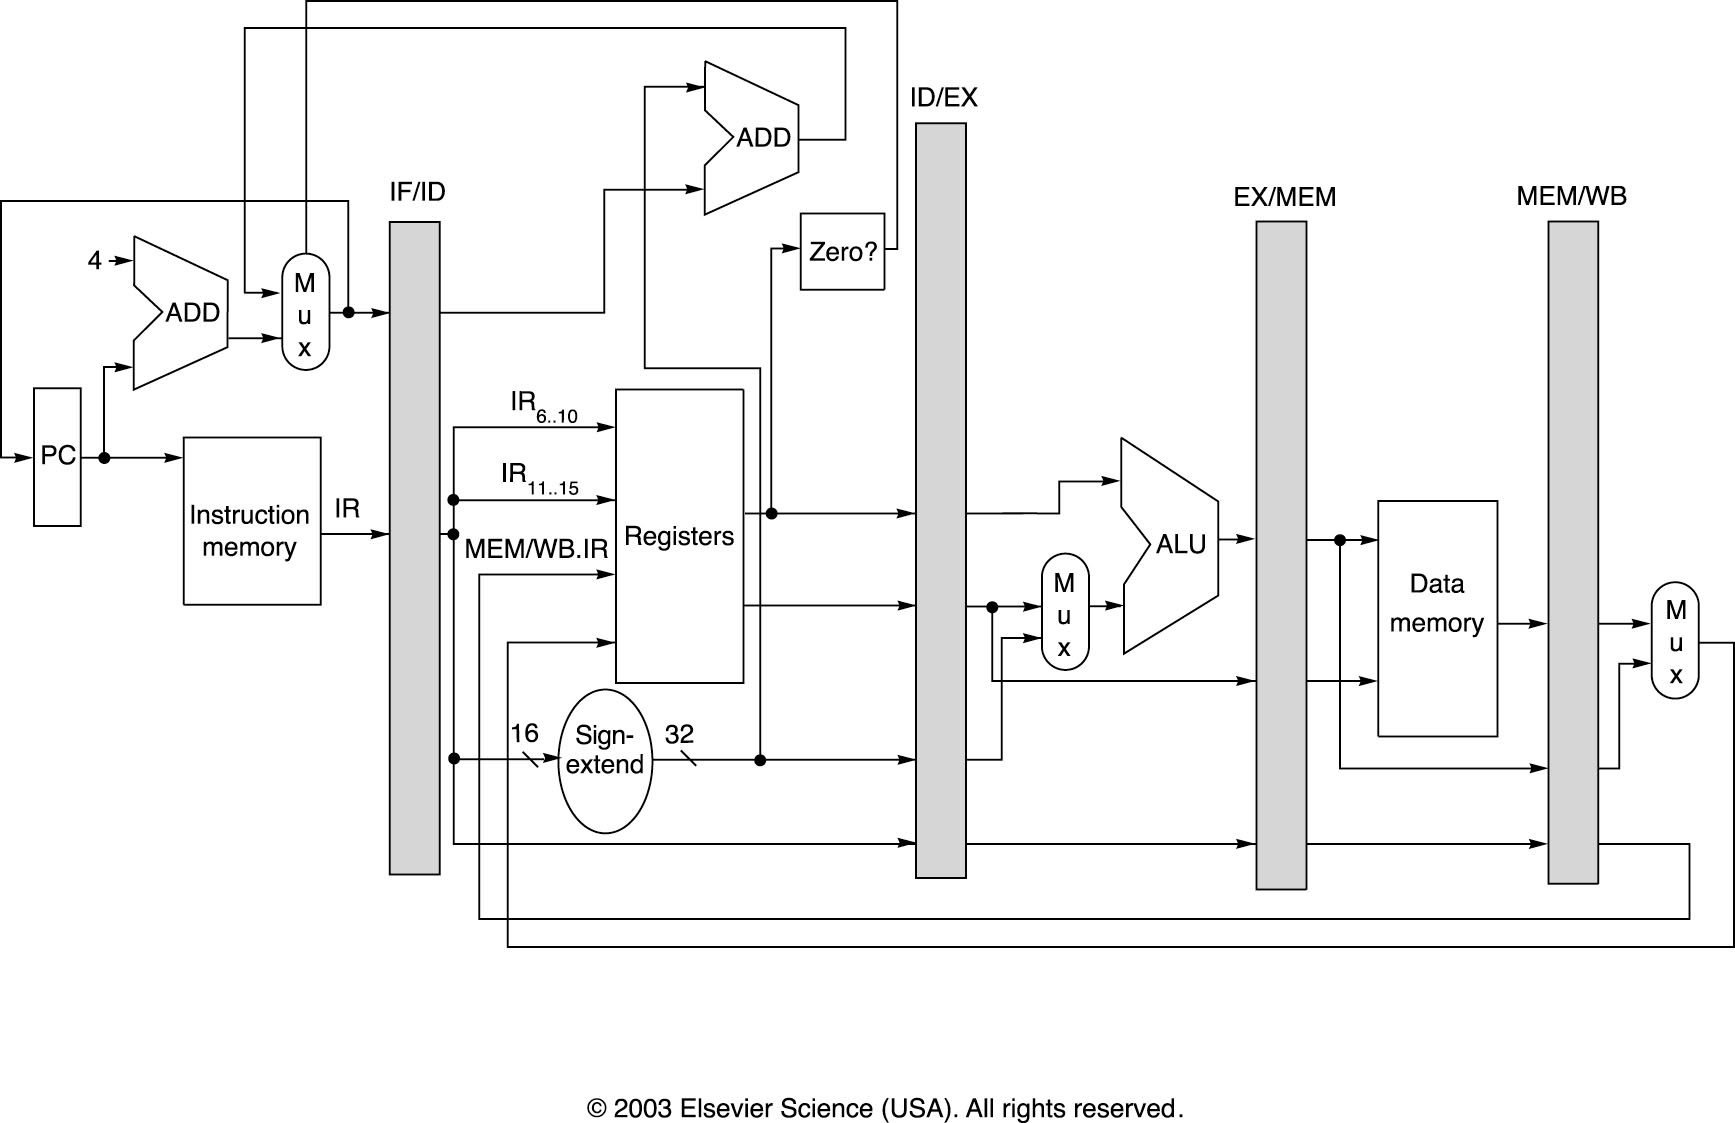 ID/EX
ADD
IF/ID
EX/MEM
MEM/WB
4
ADD
M
u
x
Zero?
PC
IR6..10
IR11..15
Instruction
memory
IR
MEM/WB.IR
Registers
ALU
M
u
x
Data
memory
M
u
x
16
Sign-
extend
32
© 2003 Elsevier Science (USA). All rights reserved.